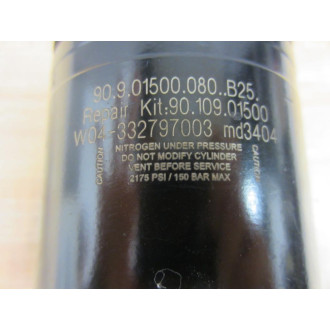 90.9.01500.080..B25.
Repair Kit:90.109.01500
W04-332797003 md3404
NITROGEN UNDER PRESSURE
DO NOT MODIFY CYLINDER
VENT BEFORE SERVICE
2175 PSI / 150 BAR MAX
CAUTION
CAUTION